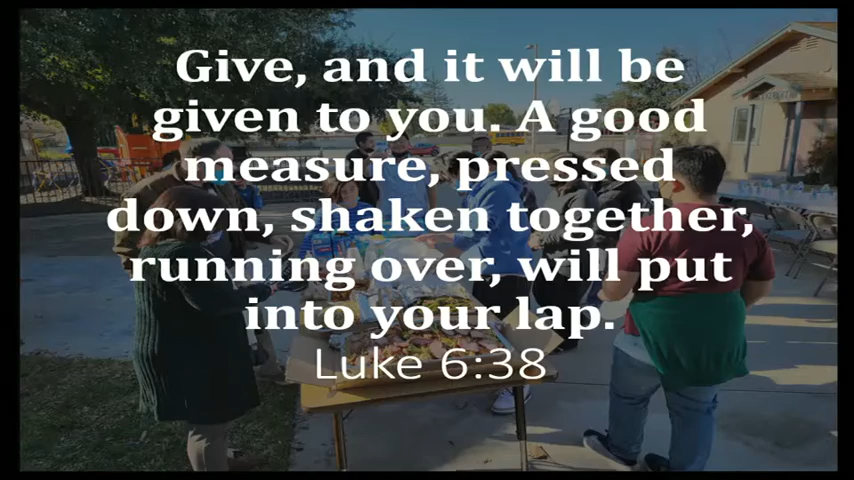 Give, and it will be
given to you. A good
measure, pressed
down, shaken together,
running over, will put
into your lap.
Luke 6:38